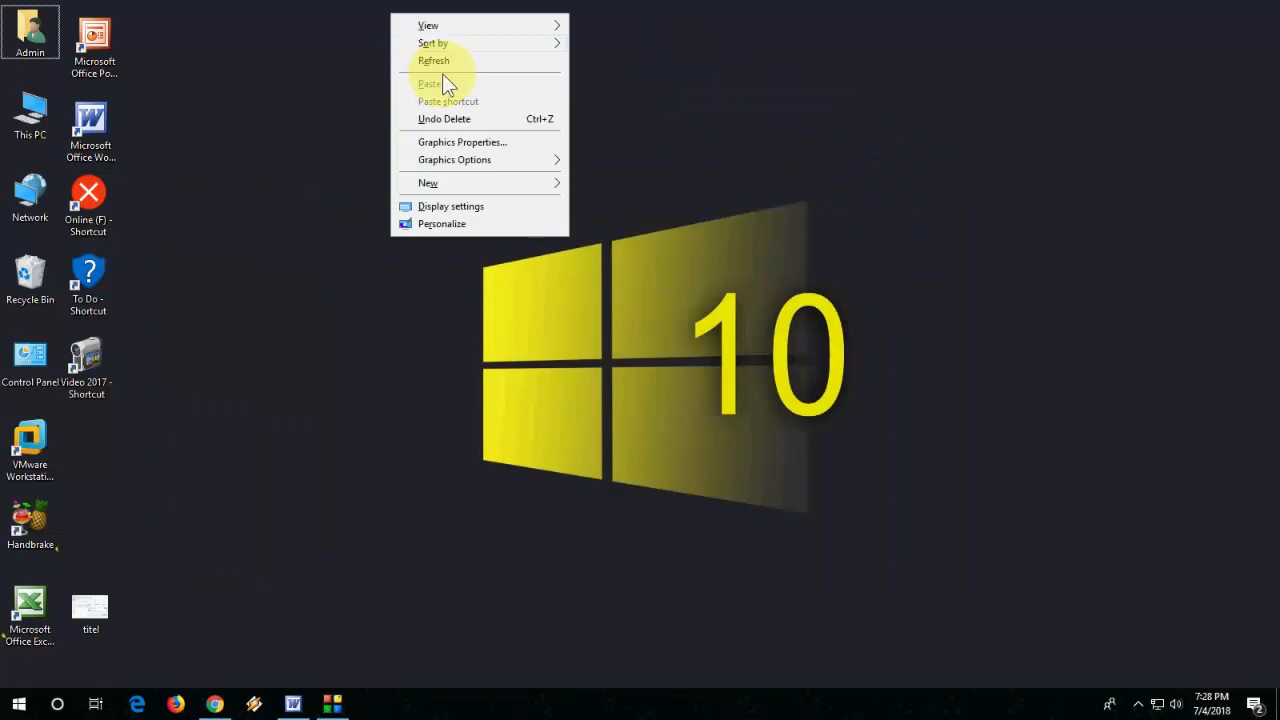 Admin
Microsoft
Office Po...
This PC
Microsoft
Office Wo...
Network
Online (F) -
Shortcut
Recycle Bin
To Do -
Shortcut
Control Panel
Video 2017 -
Shortcut
VMware
Workstati...
Handbrake
Microsoft
Office Exc...
titel
View
Sort by
Refresh
Paste
Paste shortcut
Undo Delete Ctrl+Z
Graphics Properties...
Graphics Options
New
Display settings
Personalize
10
7:28 PM
7/4/2018
2